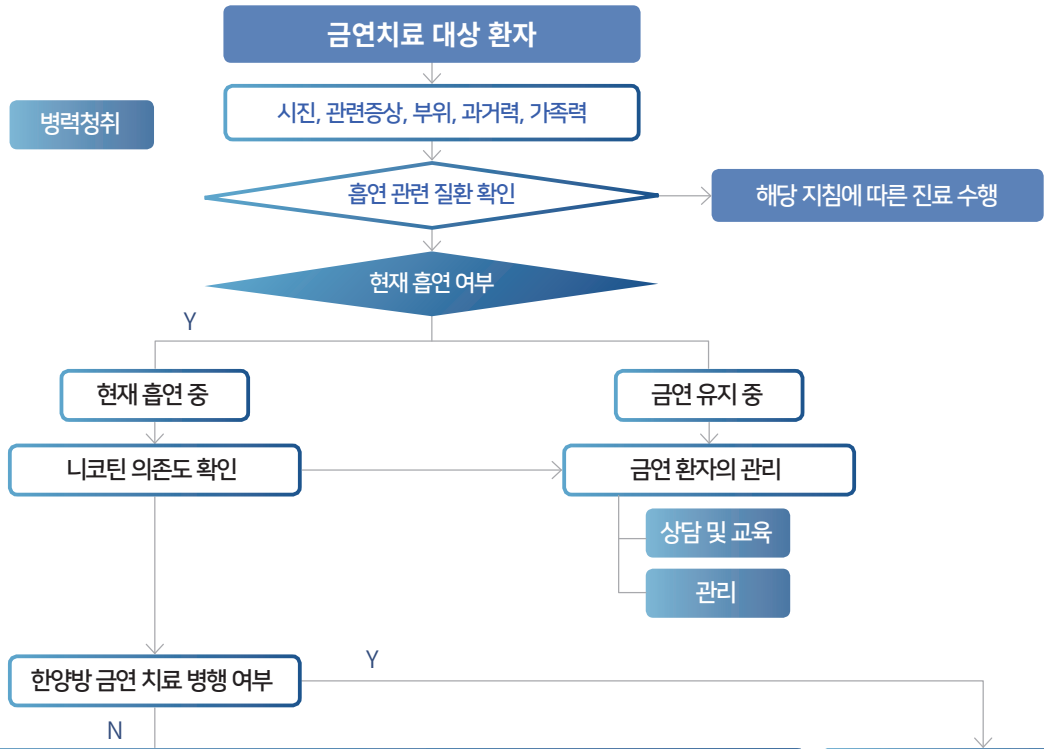 금연치료 대상 환자
시진, 관련증상, 부위, 과거력, 가족력
병력청취
흡연 관련 질환 확인
해당 지침에 따른 진료 수행
현재 흡연 여부
Y
현재 흡연 중
금연 유지 중
니코틴 의존도 확인
금연 환자의 관리
상담 및 교육
관리
한양방 금연 치료 병행 여부
Y
N